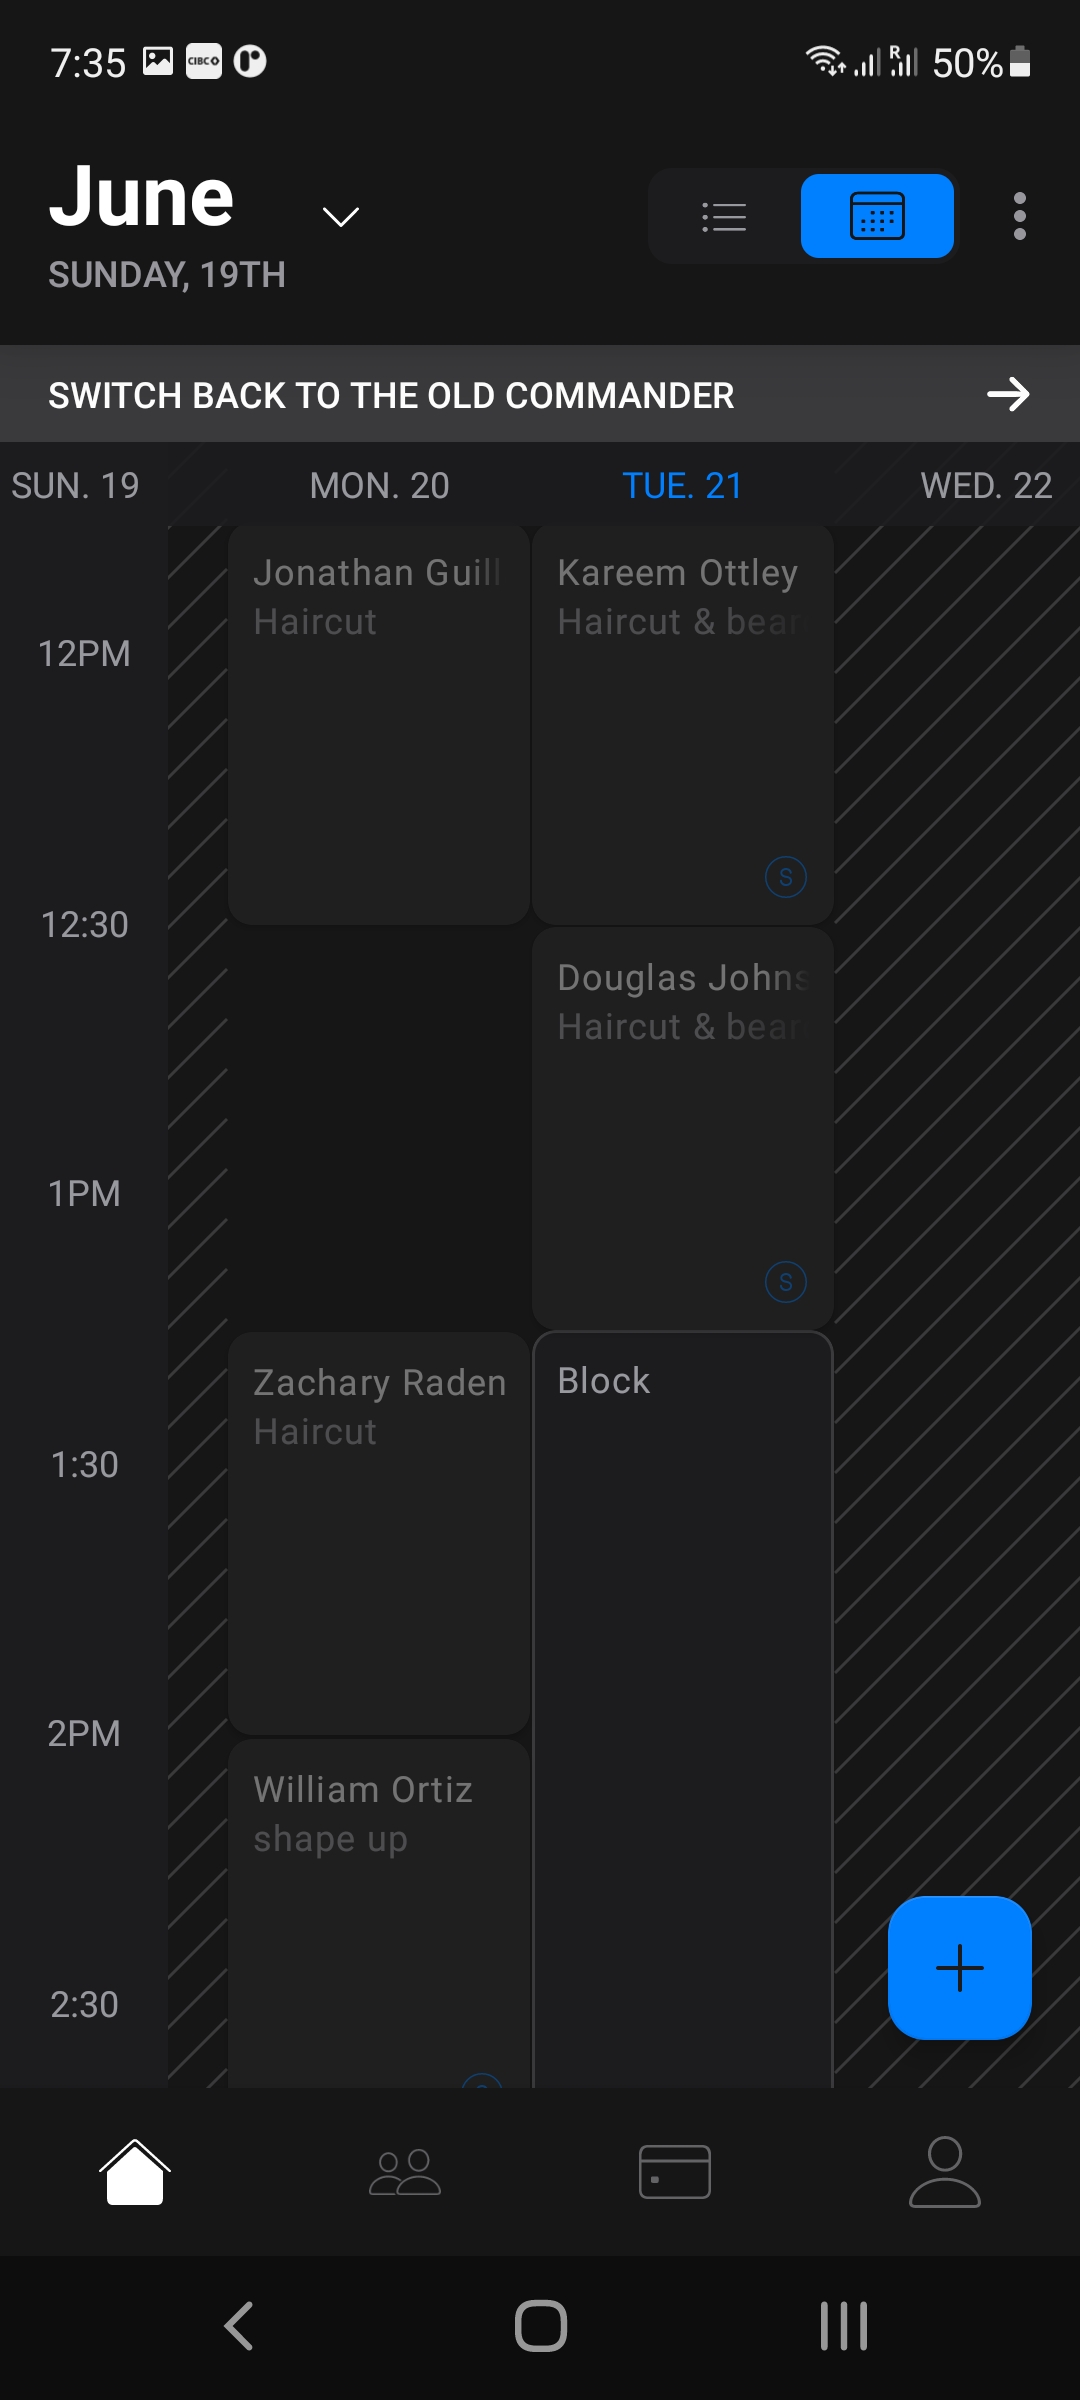 7:35 CIBC R 50%
June
SUNDAY, 19TH
SWITCH BACK TO THE OLD COMMANDER
SUN. 19 MON. 20 TUE. 21 WED. 22
Jonathan Guill Kareem Ottley
Haircut Haircut & bear
12PM
S
12:30
Douglas Johns
Haircut & bear
1PM
S
Zachary Raden Block
Haircut
1:30
2PM
William Ortiz
shape up
2:30